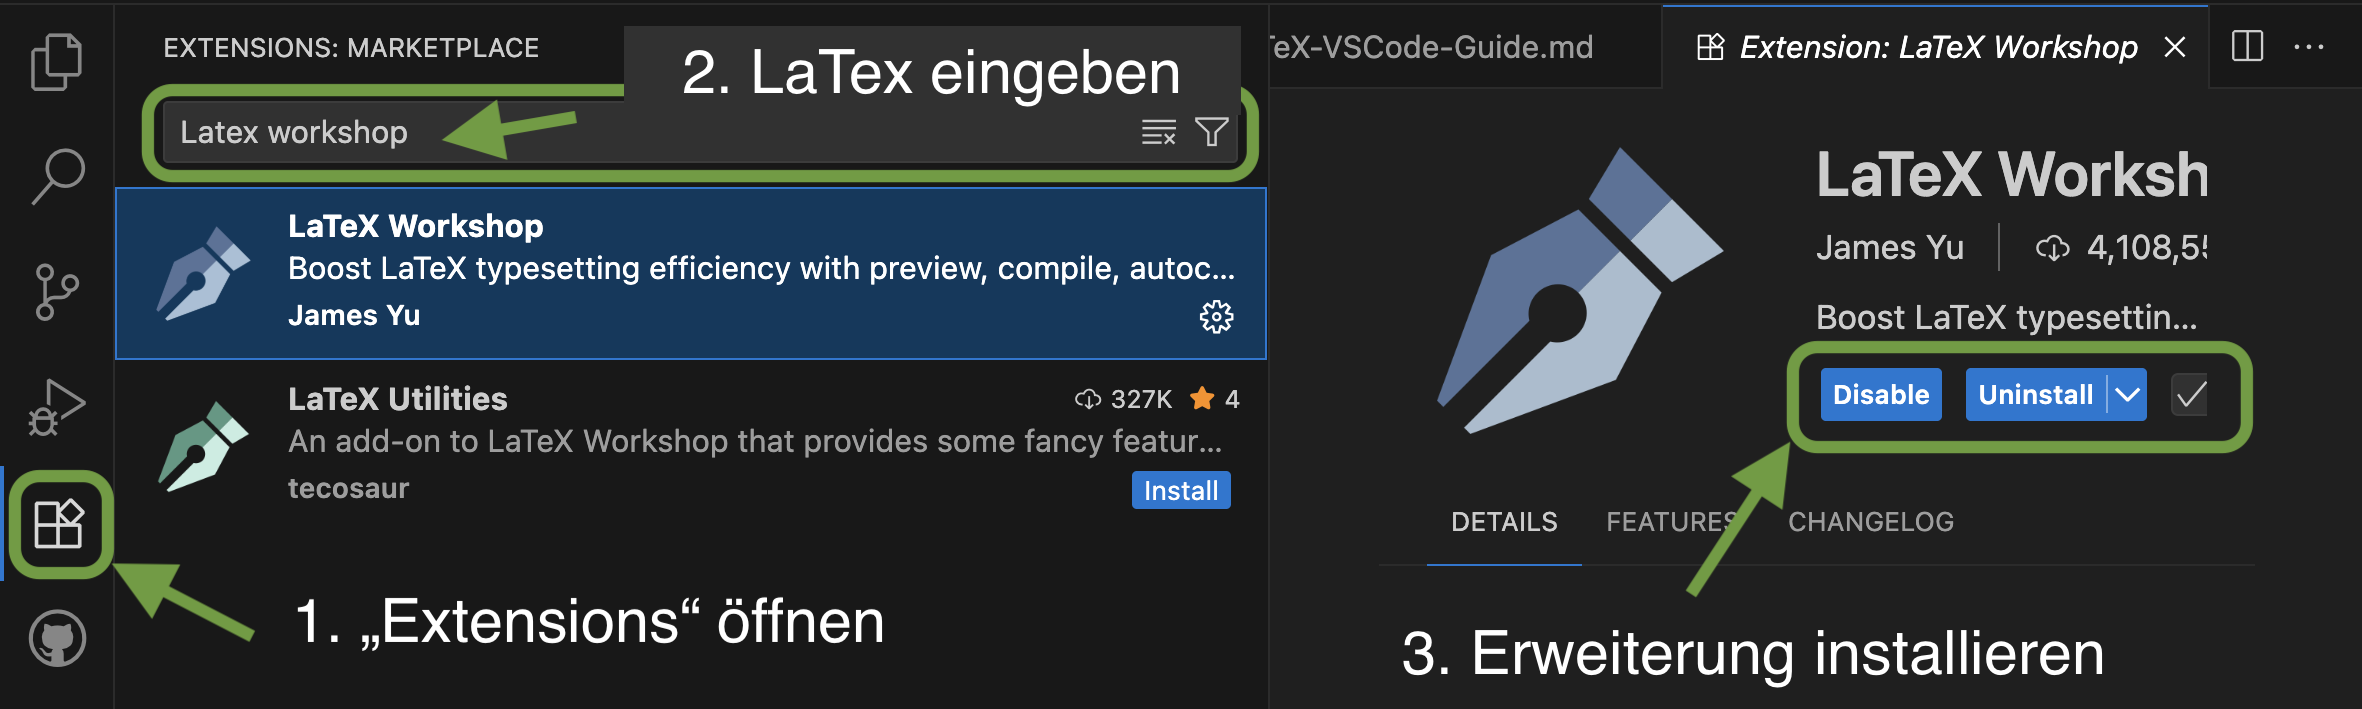 EXTENSIONS: MARKETPLACE
2. LaTex eingeben
Latex workshop
LaTeX Workshop
Boost LaTeX typesetting efficiency with preview, compile, autoc...
James Yu
LaTeX Utilities
327K
4
An add-on to LaTeX Workshop that provides some fancy featur...
tecosaur
Install
1. „Extensions“ öffnen
TeX-VSCode-Guide.md
Extension: LaTeX Workshop
LaTeX Worksh
James Yu
4,108,55
Boost LaTeX typesettin...
Disable
Uninstall
DETAILS
FEATURES
CHANGELOG
3. Erweiterung installieren